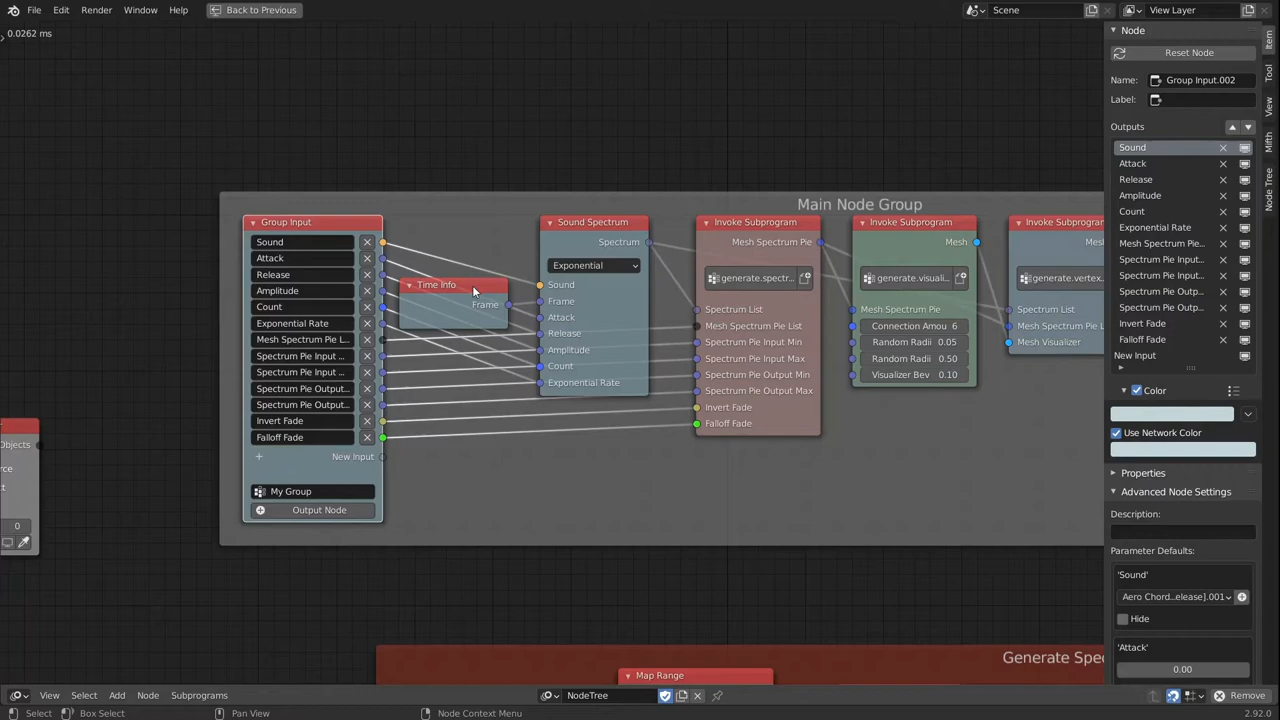 File Edit Render Window Help Back to Previous Scene View Layer
0.0262 ms
Node
Reset Node
Name: Group Input.002
Label:
Outputs
Sound
Attack
Release
Amplitude
Count
Exponential Rate
Mesh Spectrum Pie...
Spectrum Pie Input...
Spectrum Pie Input...
Spectrum Pie Outp...
Spectrum Pie Outp...
Invert Fade
Falloff Fade
New Input
Color
Use Network Color
Properties
Advanced Node Settings
Description:
Parameter Defaults:
'Sound'
Aero Chord...elease].001
Hide
'Attack'
0.00
Item
Tool
View
Mifth
Node Tree
Main Node Group
Group Input
Sound
Attack
Release
Amplitude
Count
Exponential Rate
Mesh Spectrum Pie L...
Spectrum Pie Input ...
Spectrum Pie Input ...
Spectrum Pie Output...
Spectrum Pie Output...
Invert Fade
Falloff Fade
New Input
My Group
Output Node
Time Info
Frame
Sound Spectrum
Spectrum
Exponential
Sound
Frame
Attack
Release
Amplitude
Count
Exponential Rate
Invoke Subprogram
Mesh Spectrum Pie
generate.spectr...
Spectrum List
Mesh Spectrum Pie List
Spectrum Pie Input Min
Spectrum Pie Input Max
Spectrum Pie Output Min
Spectrum Pie Output Max
Invert Fade
Falloff Fade
Invoke Subprogram
Mesh
generate.visuali...
Mesh Spectrum Pie
Connection Amou 6
Random Radii 0.05
Random Radii 0.50
Visualizer Bev 0.10
Invoke Subprogra
Mes
generate.vertex.
Spectrum List
Mesh Spectrum Pie L
Mesh Visualizer
Objects
rce
ct
0
Generate Spec
Map Range
View Select Add Node Subprograms NodeTree Remove
Select Box Select Pan View Node Context Menu 2.92.0